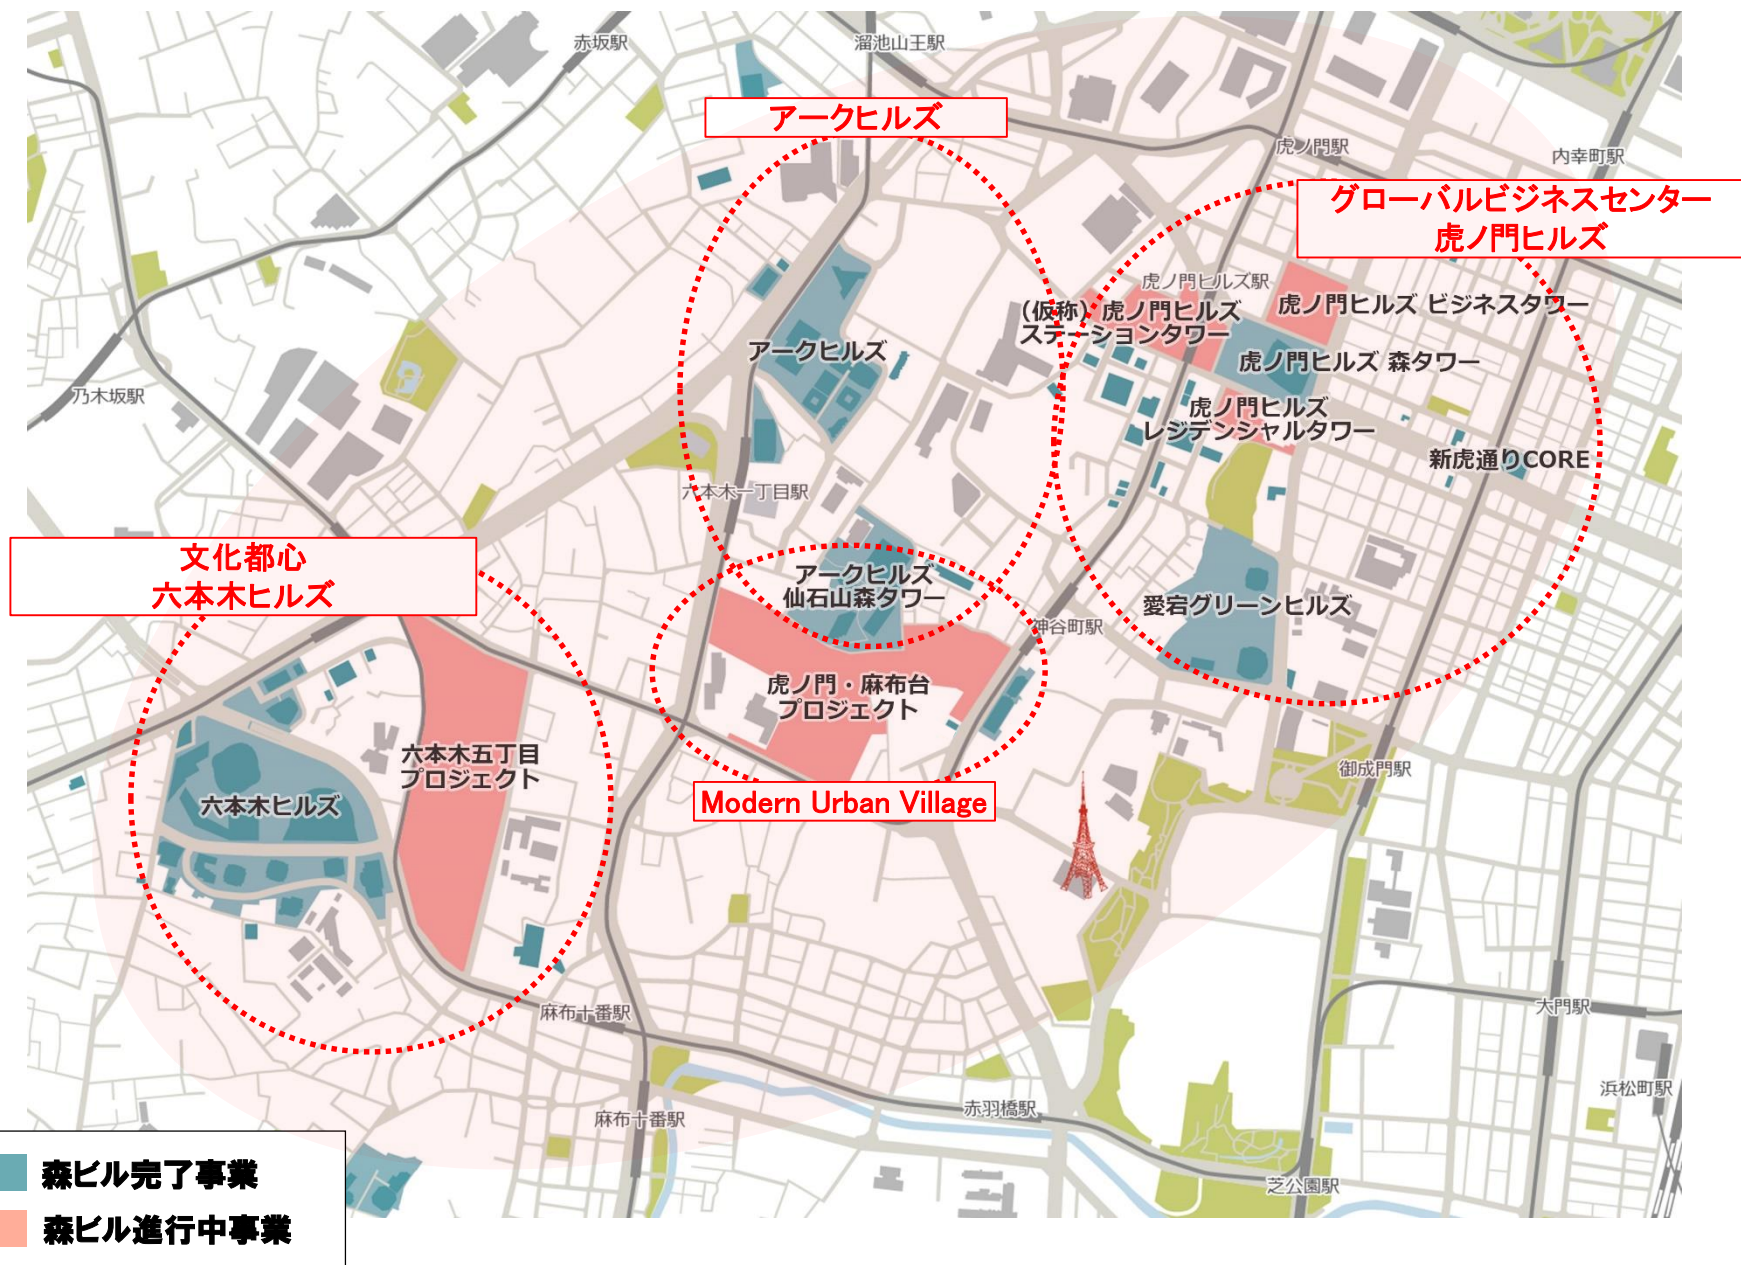 赤坂駅
溜池山王駅
アークヒルズ
虎ノ門駅
内幸町駅
グローバルビジネスセンター
虎ノ門ヒルズ
虎ノ門ヒルズ駅
(仮称)虎ノ門ヒルズ
ステーションタワー
虎ノ門ヒルズ ビジネスタワー
アークヒルズ
虎ノ門ヒルズ 森タワー
乃木坂駅
虎ノ門ヒルズ
レジデンシャルタワー
新虎通りCORE
六本木一丁目駅
文化都心
六本木ヒルズ
アークヒルズ
仙石山森タワー
愛宕グリーンヒルズ
神谷町駅
虎ノ門・麻布台
プロジェクト
六本木五丁目
プロジェクト
御成門駅
六本木ヒルズ
Modern Urban Village
麻布十番駅
大門駅
浜松町駅
赤羽橋駅
麻布十番駅
芝公園駅
森ビル完了事業
森ビル進行中事業